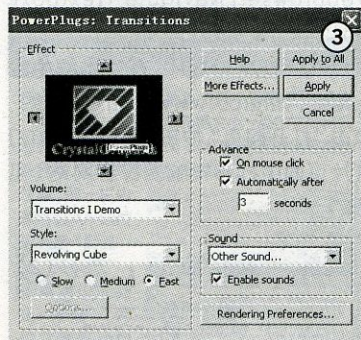 PowerPlugs: Transitions
3
Effect
Help
Apply to All
More Effects...
Apply
Cancel
Advance
On mouse click
Automatically after
3 seconds
Volume:
Transitions I Demo
Style:
Revolving Cube
Slow Medium Fast
Options...
Sound
Other Sound...
Enable sounds
Rendering Preferences...